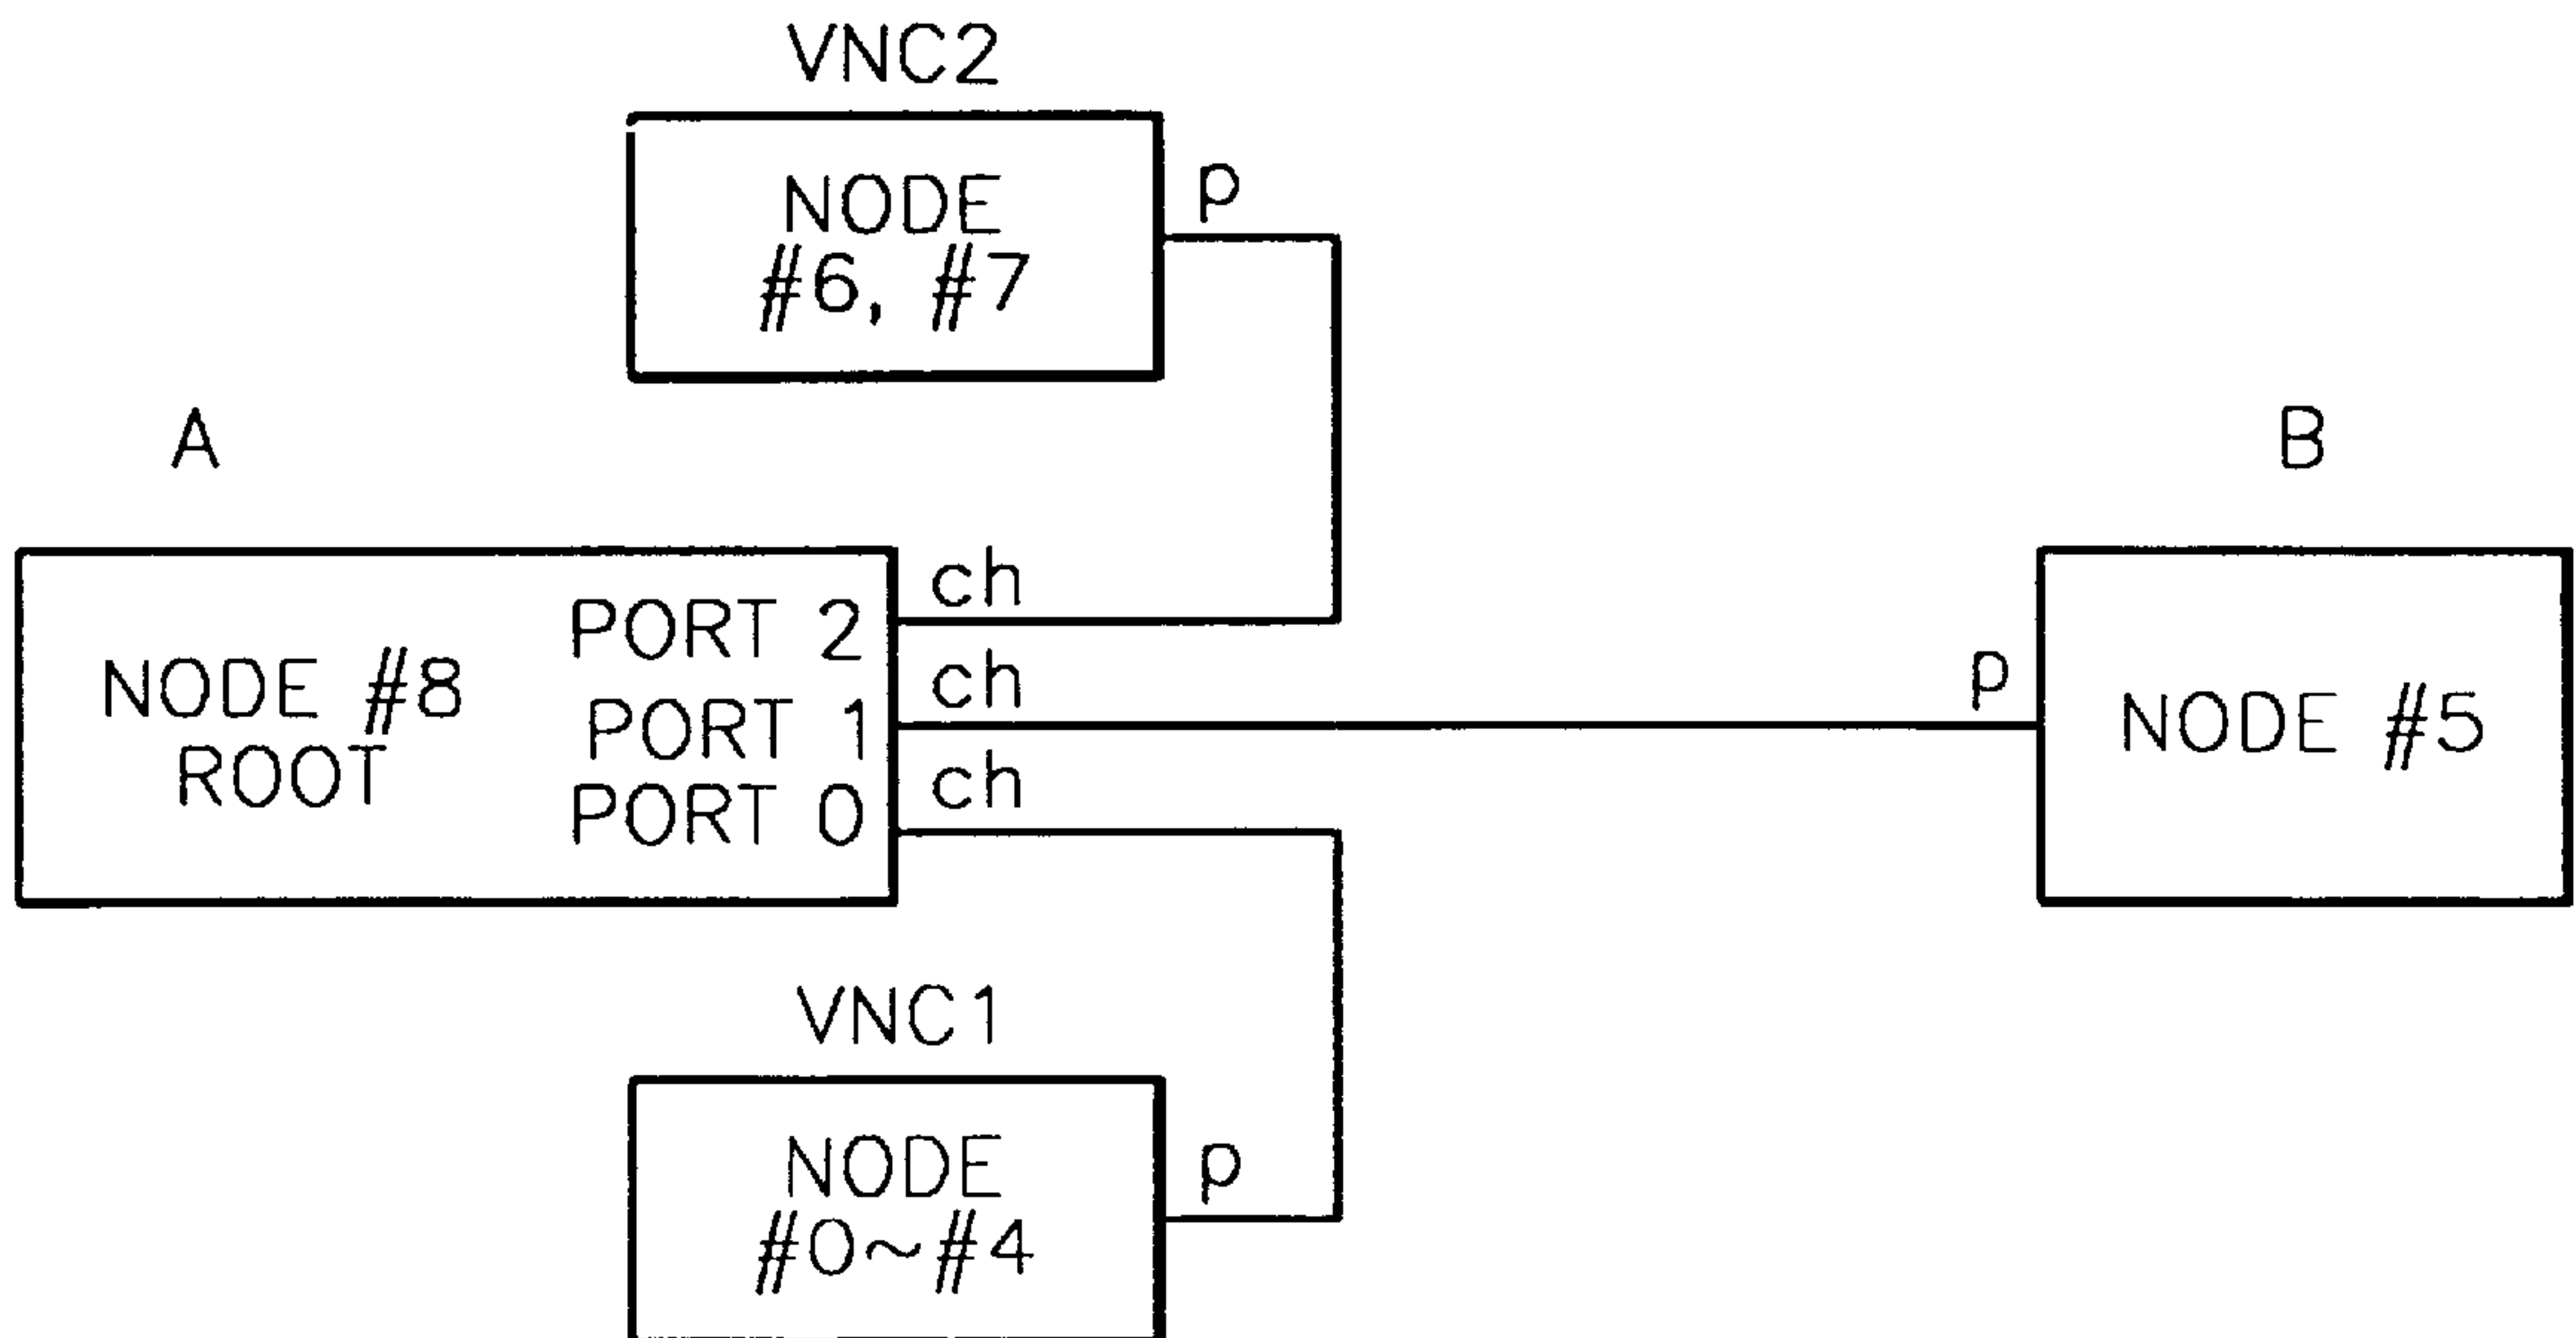 VNC2
NODE
#6, #7
p
A
B
NODE #8
ROOT
PORT 2
PORT 1
PORT 0
ch
ch
ch
p
NODE #5
VNC1
NODE
#0~#4
p